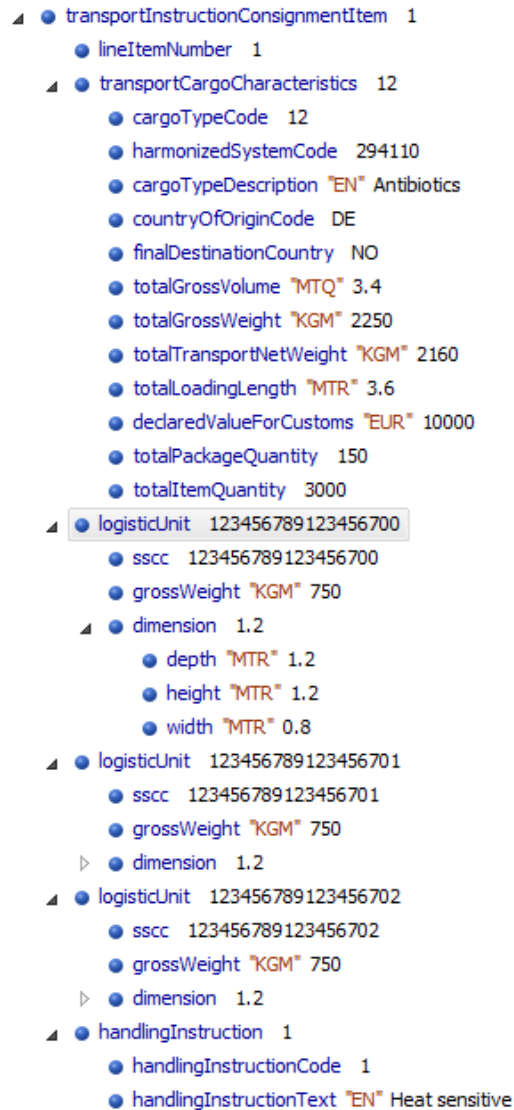 transportInstructionConsignmentItem 1
lineItemNumber 1
transportCargoCharacteristics 12
cargoTypeCode 12
harmonizedSystemCode 294110
cargoTypeDescription "EN" Antibiotics
countryOfOriginCode DE
finalDestinationCountry NO
totalGrossVolume "MTQ" 3.4
totalGrossWeight "KGM" 2250
totalTransportNetWeight "KGM" 2160
totalLoadingLength "MTR" 3.6
declaredValueForCustoms "EUR" 10000
totalPackageQuantity 150
totalItemQuantity 3000
logisticUnit 123456789123456700
sscc 123456789123456700
grossWeight "KGM" 750
dimension 1.2
depth "MTR" 1.2
height "MTR" 1.2
width "MTR" 0.8
logisticUnit 123456789123456701
sscc 123456789123456701
grossWeight "KGM" 750
dimension 1.2
logisticUnit 123456789123456702
sscc 123456789123456702
grossWeight "KGM" 750
dimension 1.2
handlingInstruction 1
handlingInstructionCode 1
handlingInstructionText "EN" Heat sensitive